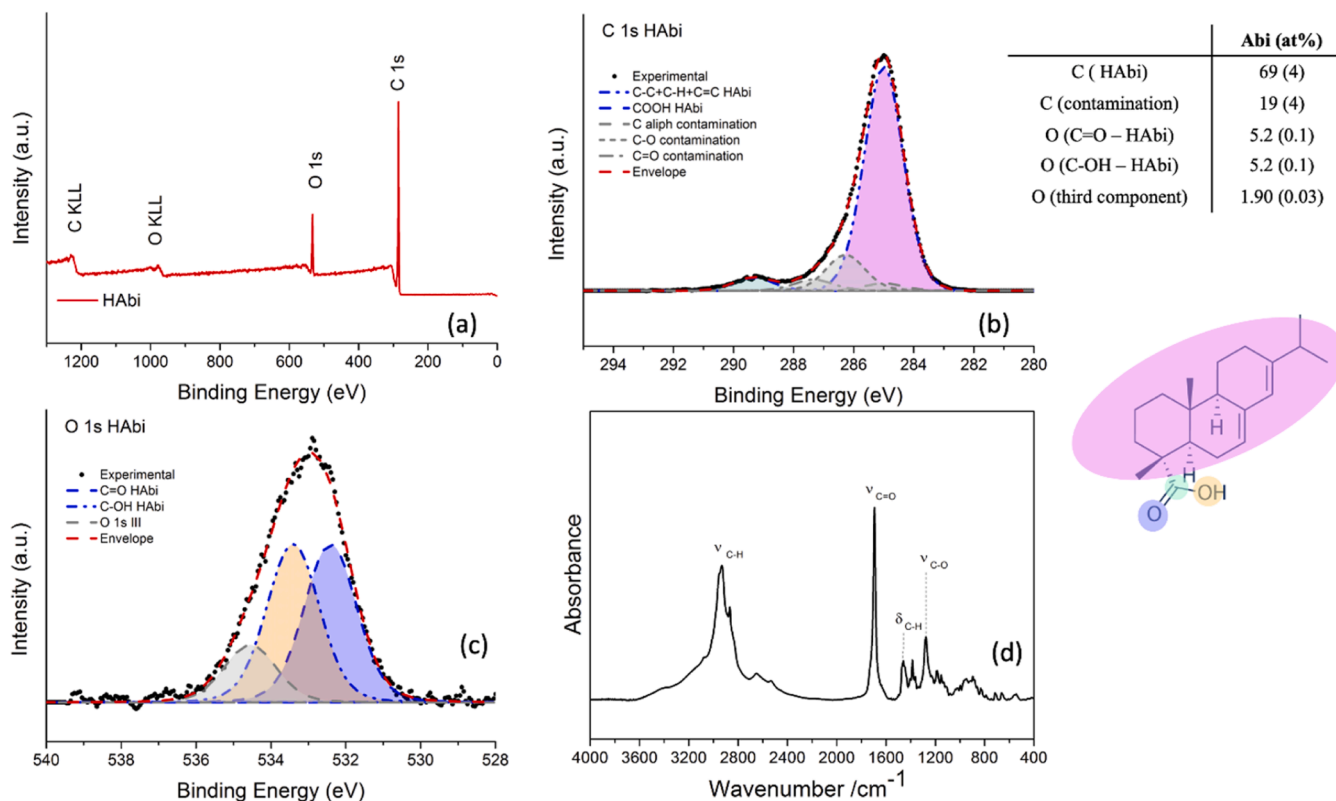 Intensity (a.u.)
C KLL
O KLL
O 1s
C 1s
HAbi
(a)
1200 1000 800 600 400 200 0
Binding Energy (eV)
C 1s HAbi
Experimental
C-C+C-H+C=C HAbi
COOH HAbi
C aliph contamination
C-O contamination
C=O contamination
Envelope
Intensity (a.u.)
(b)
294 292 290 288 286 284 282 280
Binding Energy (eV)
Abi (at%)
C ( HAbi) 69 (4)
C (contamination) 19 (4)
O (C=O – HAbi) 5.2 (0.1)
O (C-OH – HAbi) 5.2 (0.1)
O (third component) 1.90 (0.03)
H
H
O
OH
O 1s HAbi
Experimental
C=O HAbi
C-OH HAbi
O 1s III
Envelope
Intensity (a.u.)
(c)
540 538 536 534 532 530 528
Binding Energy (eV)
Absorbance
ν C-H
ν C=O
δ C-H
ν C-O
(d)
4000 3600 3200 2800 2400 2000 1600 1200 800 400
Wavenumber /cm⁻¹